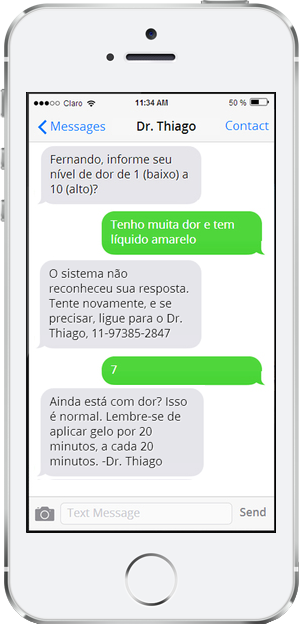 ●●●○○ Claro 11:34 AM 50 %
Messages Dr. Thiago Contact
Fernando, informe seu
nível de dor de 1 (baixo) a
10 (alto)?
Tenho muita dor e tem
líquido amarelo
O sistema não
reconheceu sua resposta.
Tente novamente, e se
precisar, ligue para o Dr.
Thiago, 11-97385-2847
7
Ainda está com dor? Isso
é normal. Lembre-se de
aplicar gelo por 20
minutos, a cada 20
minutos. -Dr. Thiago
Text Message Send